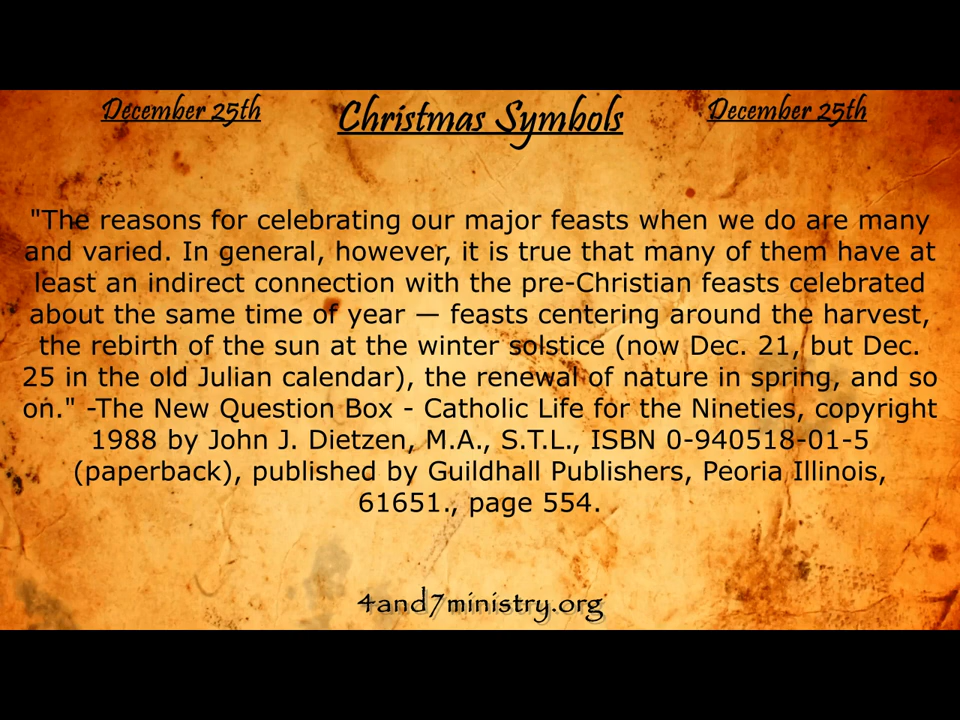 December 25th Christmas Symbols December 25th
"The reasons for celebrating our major feasts when we do are many
and varied. In general, however, it is true that many of them have at
least an indirect connection with the pre-Christian feasts celebrated
about the same time of year — feasts centering around the harvest,
the rebirth of the sun at the winter solstice (now Dec. 21, but Dec.
25 in the old Julian calendar), the renewal of nature in spring, and so
on." -The New Question Box - Catholic Life for the Nineties, copyright
1988 by John J. Dietzen, M.A., S.T.L., ISBN 0-940518-01-5
(paperback), published by Guildhall Publishers, Peoria Illinois,
61651., page 554.
4and7ministry.org